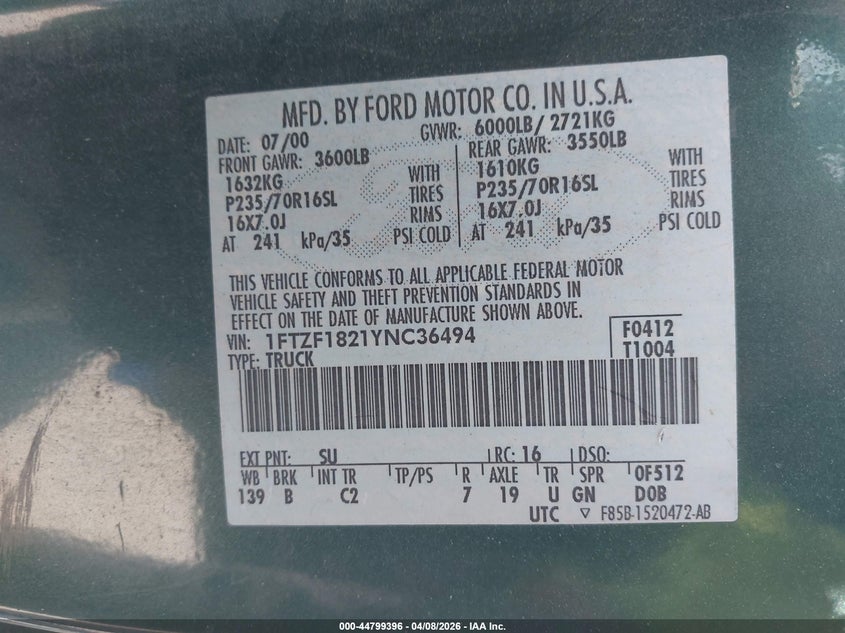 MFD. BY FORD MOTOR CO. IN U.S.A.
DATE: 07/00 GVWR: 6000LB/ 2721KG
FRONT GAWR: 3600LB REAR GAWR: 3550LB
1632KG WITH 1610KG WITH
P235/70R16SL TIRES P235/70R16SL TIRES
16X7.0J RIMS 16X7.0J RIMS
AT 241 kPa/35 PSI COLD AT 241 kPa/35 PSI COLD
THIS VEHICLE CONFORMS TO ALL APPLICABLE FEDERAL MOTOR
VEHICLE SAFETY AND THEFT PREVENTION STANDARDS IN
EFFECT ON THE DATE OF MANUFACTURE SHOWN ABOVE.
VIN: 1FTZF1821YNC36494 F0412
TYPE: TRUCK T1004
EXT PNT: SU RC: 16 DSO:
WB BRK INT TR TP/PS R AXLE TR SPR 0F512
139 B C2 7 19 U GN DOB
UTC ▽ F85B-1520472-AB
000-44799396 - 04/08/2026 - IAA Inc.